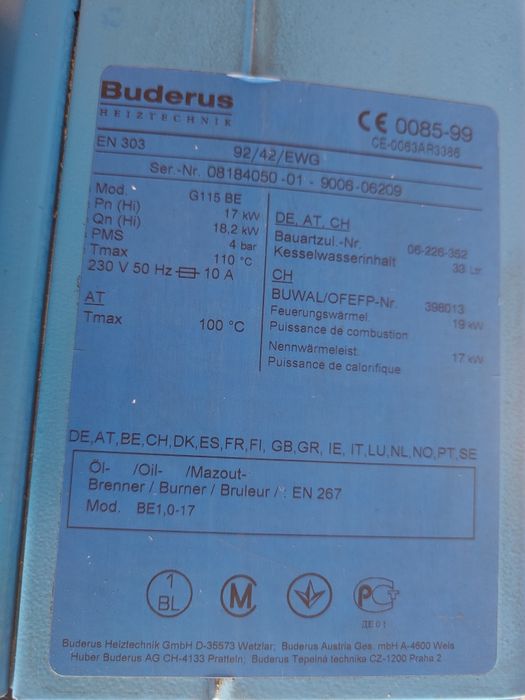 Buderus
HEIZTECHNIK
CE 0085-99
CE-0063AR3386
EN 303 92/42/EWG
Ser.-Nr. 08184050-01 - 9006-06209
Mod. G115 BE
Pn (Hi) 17 kW
Qn (Hi) 18,2 kW
PMS 4 bar
Tmax 110 °C
230 V 50 Hz 10 A
AT
Tmax 100 °C
DE, AT, CH
Bauartzul.-Nr. 06-226-352
Kesselwasserinhalt 33 Ltr
CH
BUWAL/OFEFP-Nr. 398013
Feuerungswärmel. 19 kW
Puissance de combustion
Nennwärmeleist. 17 kW
Puissance de calorifique
DE,AT,BE,CH,DK,ES,FR,FI, GB,GR, IE, IT,LU,NL,NO,PT,SE
Öl- /Oil- /Mazout-
Brenner / Burner / Bruleur / : EN 267
Mod. BE1,0-17
1
BL
M
РСТ
ДЕ 01
Buderus Heiztechnik GmbH D-35573 Wetzlar; Buderus Austria Ges. mbH A-4600 Wels
Huber Buderus AG CH-4133 Pratteln; Buderus Tepelná technika CZ-1200 Praha 2